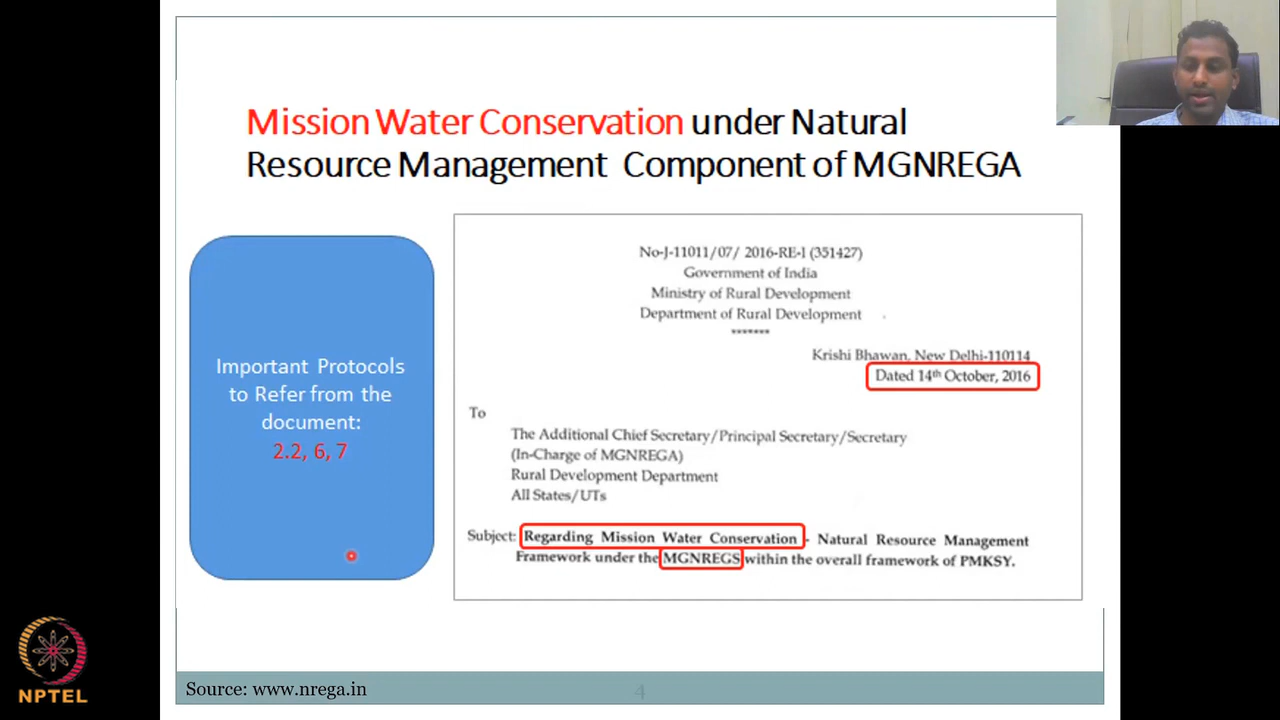 Mission Water Conservation under Natural
Resource Management Component of MGNREGA
Important Protocols
to Refer from the
document:
2.2, 6, 7
No-J-11011/07/ 2016-RE-I (351427)
Government of India
Ministry of Rural Development
Department of Rural Development
*******
Krishi Bhawan, New Delhi-110114
Dated 14th October, 2016
To
The Additional Chief Secretary/Principal Secretary/Secretary
(In-Charge of MGNREGA)
Rural Development Department
All States/UTs
Subject: Regarding Mission Water Conservation - Natural Resource Management
Framework under the MGNREGS within the overall framework of PMKSY.
NPTEL
Source: www.nrega.in
4